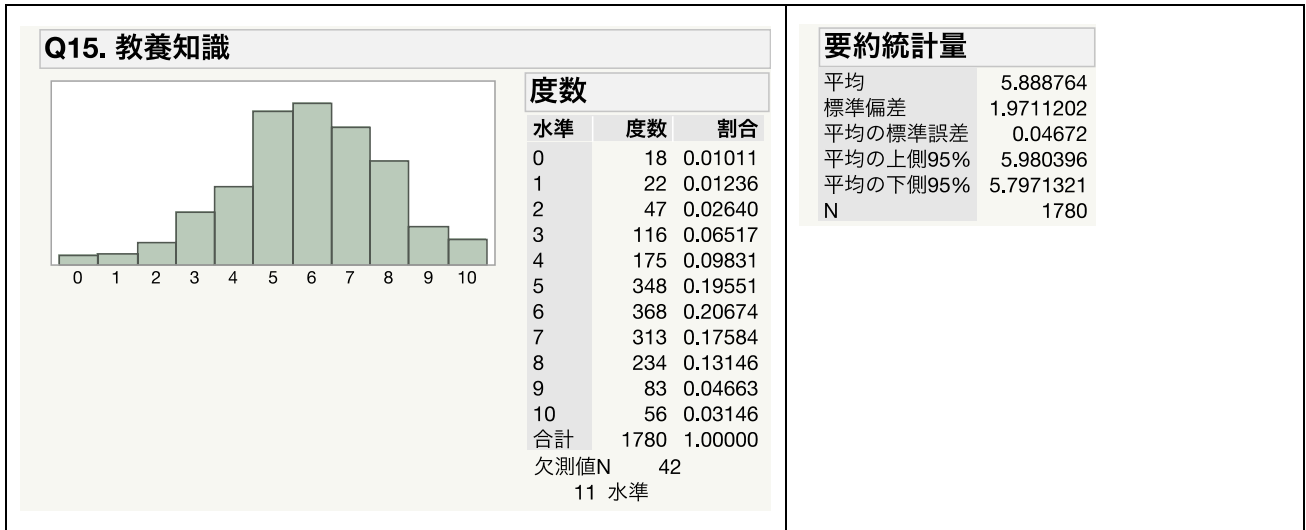 Q15. 教養知識
0 1 2 3 4 5 6 7 8 9 10
度数
水準 度数 割合
0 18 0.01011
1 22 0.01236
2 47 0.02640
3 116 0.06517
4 175 0.09831
5 348 0.19551
6 368 0.20674
7 313 0.17584
8 234 0.13146
9 83 0.04663
10 56 0.03146
合計 1780 1.00000
欠測値N 42
11 水準
要約統計量
平均 5.888764
標準偏差 1.9711202
平均の標準誤差 0.04672
平均の上側95% 5.980396
平均の下側95% 5.7971321
N 1780